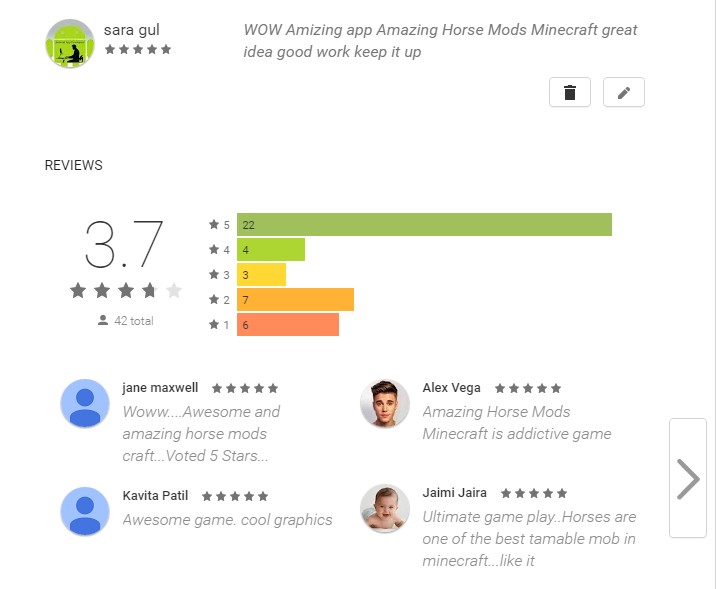 sara gul
WOW Amizing app Amazing Horse Mods Minecraft great
idea good work keep it up
REVIEWS
3.7
42 total
5 22
4 4
3 3
2 7
1 6
jane maxwell
Woww....Awesome and
amazing horse mods
craft...Voted 5 Stars...
Alex Vega
Amazing Horse Mods
Minecraft is addictive game
Kavita Patil
Awesome game. cool graphics
Jaimi Jaira
Ultimate game play..Horses are
one of the best tamable mob in
minecraft...like it